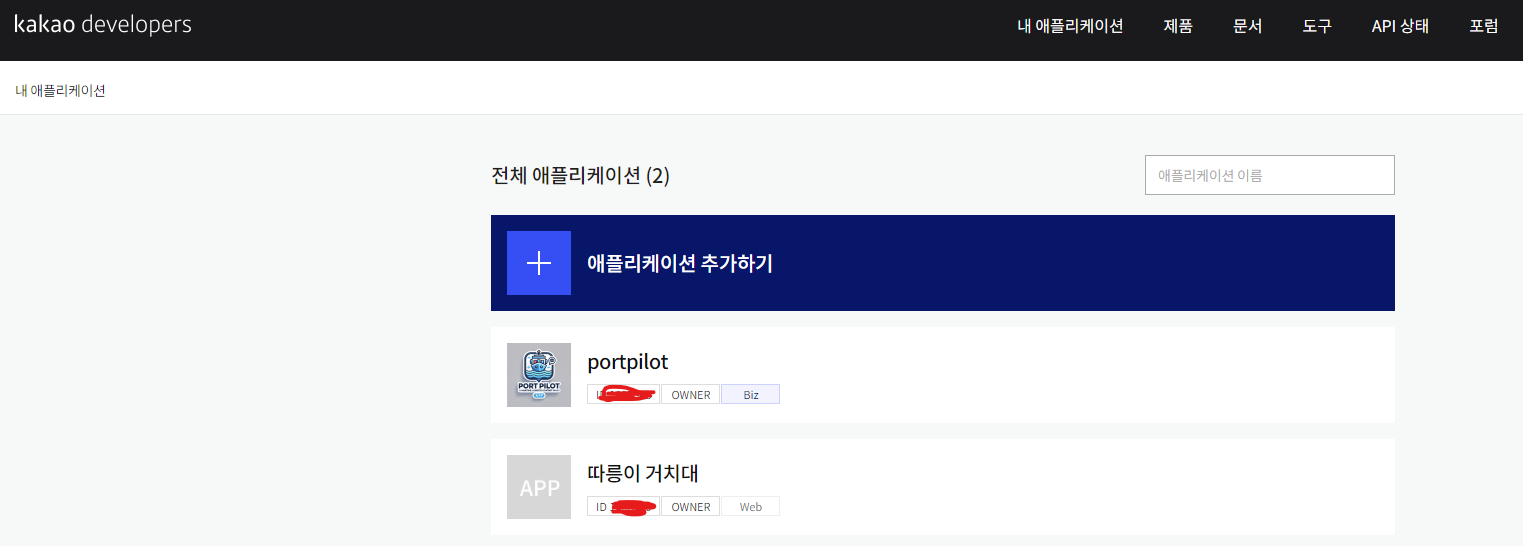 kakao developers
내 애플리케이션 제품 문서 도구 API 상태 포럼
내 애플리케이션
전체 애플리케이션 (2)
애플리케이션 이름
애플리케이션 추가하기
PORT PILOT
portpilot
ID OWNER Biz
APP
따릉이 거치대
ID OWNER Web